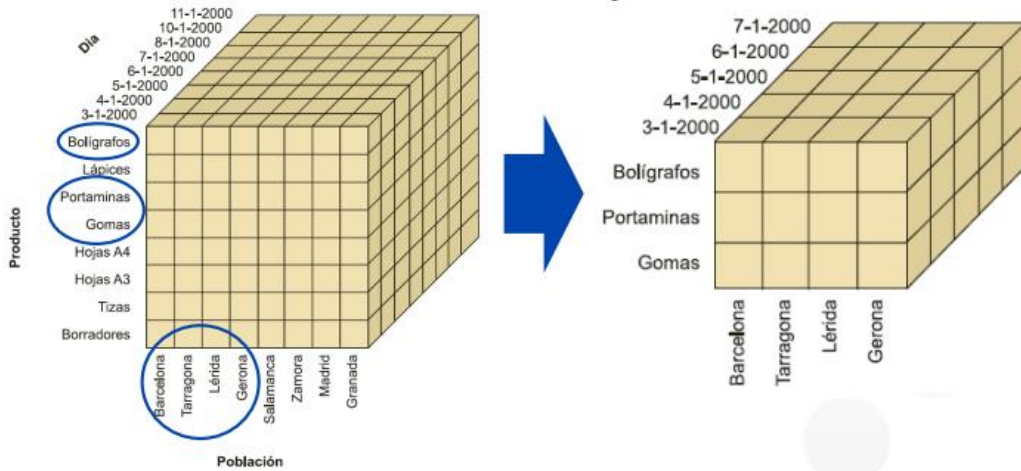 Día
11-1-2000
10-1-2000
8-1-2000
7-1-2000
6-1-2000
5-1-2000
4-1-2000
3-1-2000
Producto
Bolígrafos
Lápices
Portaminas
Gomas
Hojas A4
Hojas A3
Tizas
Borradores
Barcelona
Tarragona
Lérida
Gerona
Salamanca
Zamora
Madrid
Granada
Población
7-1-2000
6-1-2000
5-1-2000
4-1-2000
3-1-2000
Bolígrafos
Portaminas
Gomas
Barcelona
Tarragona
Lérida
Gerona